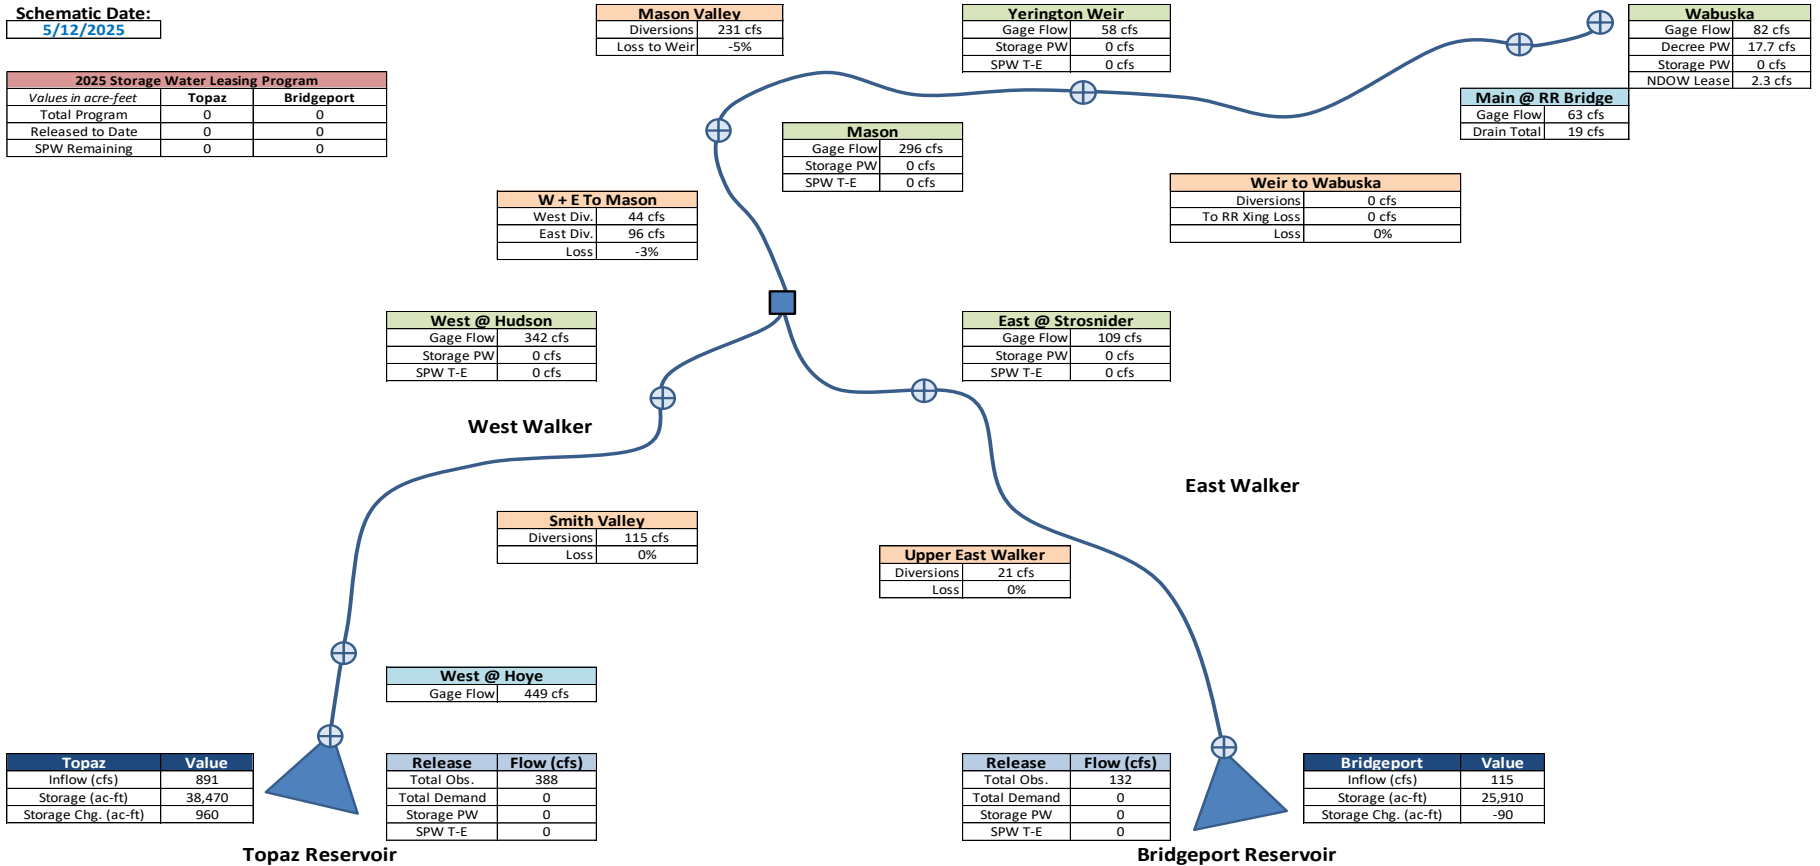 Schematic Date:
5/12/2025
2025 Storage Water Leasing Program
Values in acre-feet Topaz Bridgeport
Total Program 0 0
Released to Date 0 0
SPW Remaining 0 0
Mason Valley
Diversions 231 cfs
Loss to Weir -5%
Yerington Weir
Gage Flow 58 cfs
Storage PW 0 cfs
SPW T-E 0 cfs
Wabuska
Gage Flow 82 cfs
Decree PW 17.7 cfs
Storage PW 0 cfs
NDOW Lease 2.3 cfs
Main @ RR Bridge
Gage Flow 63 cfs
Drain Total 19 cfs
Mason
Gage Flow 296 cfs
Storage PW 0 cfs
SPW T-E 0 cfs
W + E To Mason
West Div. 44 cfs
East Div. 96 cfs
Loss -3%
Weir to Wabuska
Diversions 0 cfs
To RR Xing Loss 0 cfs
Loss 0%
West @ Hudson
Gage Flow 342 cfs
Storage PW 0 cfs
SPW T-E 0 cfs
East @ Strosnider
Gage Flow 109 cfs
Storage PW 0 cfs
SPW T-E 0 cfs
West Walker
East Walker
Smith Valley
Diversions 115 cfs
Loss 0%
Upper East Walker
Diversions 21 cfs
Loss 0%
West @ Hoye
Gage Flow 449 cfs
Topaz Value
Inflow (cfs) 891
Storage (ac-ft) 38,470
Storage Chg. (ac-ft) 960
Release Flow (cfs)
Total Obs. 388
Total Demand 0
Storage PW 0
SPW T-E 0
Topaz Reservoir
Release Flow (cfs)
Total Obs. 132
Total Demand 0
Storage PW 0
SPW T-E 0
Bridgeport Value
Inflow (cfs) 115
Storage (ac-ft) 25,910
Storage Chg. (ac-ft) -90
Bridgeport Reservoir